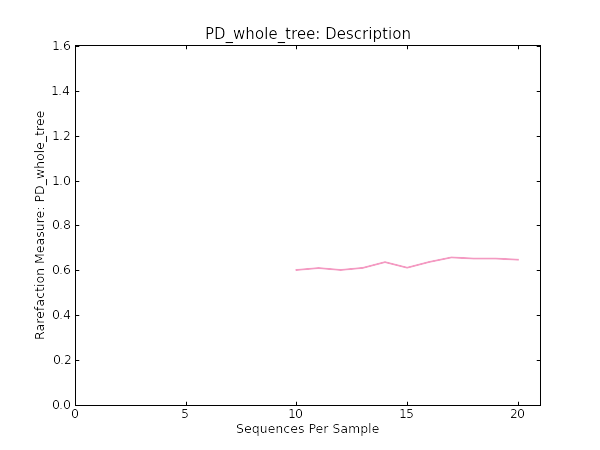 PD_whole_tree: Description
1.6
1.4
1.2
1.0
0.8
0.6
0.4
0.2
0.0
Rarefaction Measure: PD_whole_tree
0 5 10 15 20
Sequences Per Sample